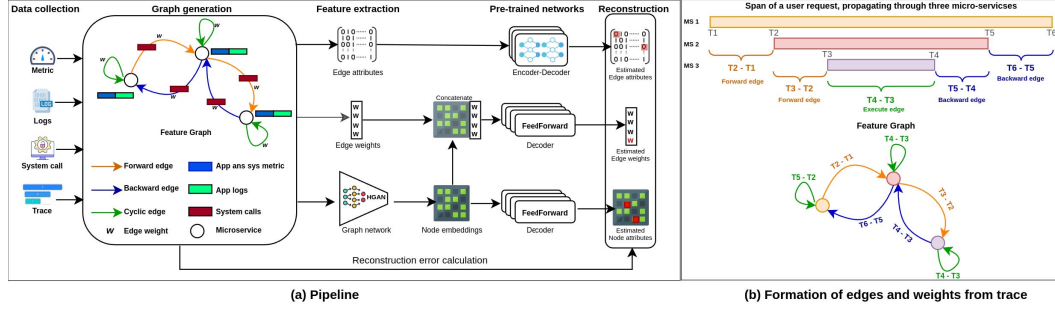 Data collection
Graph generation
Feature extraction
Pre-trained networks
Reconstruction
Metric
Logs
LOG
System call
Trace
w
w
w
w
w
w
w
Feature Graph
Forward edge
App ans sys metric
Backward edge
App logs
Cyclic edge
System calls
w
Edge weight
Microservice
Edge attributes
Encoder-Decoder
Estimated
Edge attributes
W
W
W
W
Edge weights
Concatenate
W
W
W
W
FeedForward
Decoder
W
W
W
W
Estimated
Edge weights
HGAN
Graph network
Node embeddings
FeedForward
Decoder
Estimated
Node attributes
Reconstruction error calculation
(a) Pipeline
Span of a user request, propagating through three micro-servicces
MS 1
T1
T2
T5
T6
MS 2
T3
T4
MS 3
T2 - T1
Forward edge
T3 - T2
Forward edge
T4 - T3
Execute edge
T5 - T4
Backward edge
T6 - T5
Backward edge
Feature Graph
T4 - T3
T2 - T1
T3 - T2
T5 - T2
T6 - T5
T4 - T3
T4 - T3
(b) Formation of edges and weights from trace